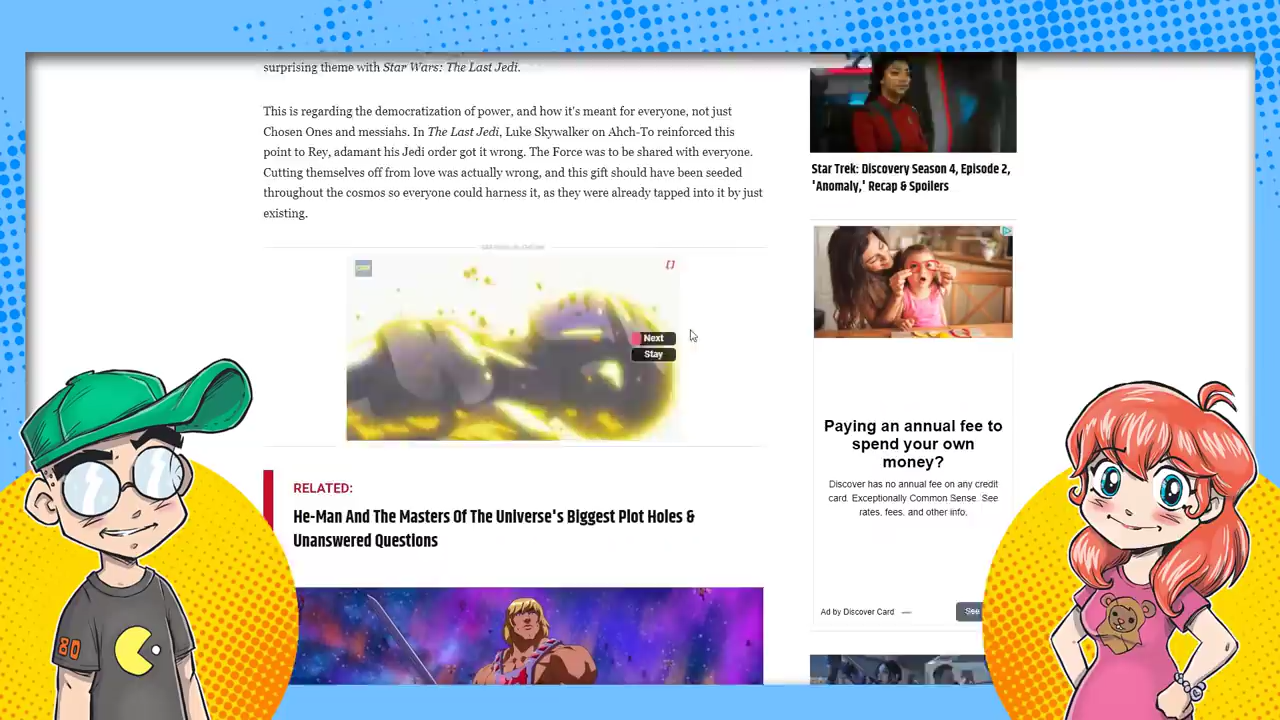 surprising theme with Star Wars: The Last Jedi.
This is regarding the democratization of power, and how it's meant for everyone, not just
Chosen Ones and messiahs. In The Last Jedi, Luke Skywalker on Ahch-To reinforced this
point to Rey, adamant his Jedi order got it wrong. The Force was to be shared with everyone.
Cutting themselves off from love was actually wrong, and this gift should have been seeded
throughout the cosmos so everyone could harness it, as they were already tapped into it by just
existing.
Next
Stay
RELATED:
He-Man And The Masters Of The Universe's Biggest Plot Holes &
Unanswered Questions
Star Trek: Discovery Season 4, Episode 2,
'Anomaly,' Recap & Spoilers
Paying an annual fee to
spend your own
money?
Discover has no annual fee on any credit
card. Exceptionally Common Sense. See
rates, fees, and other info.
Ad by Discover Card
See
80